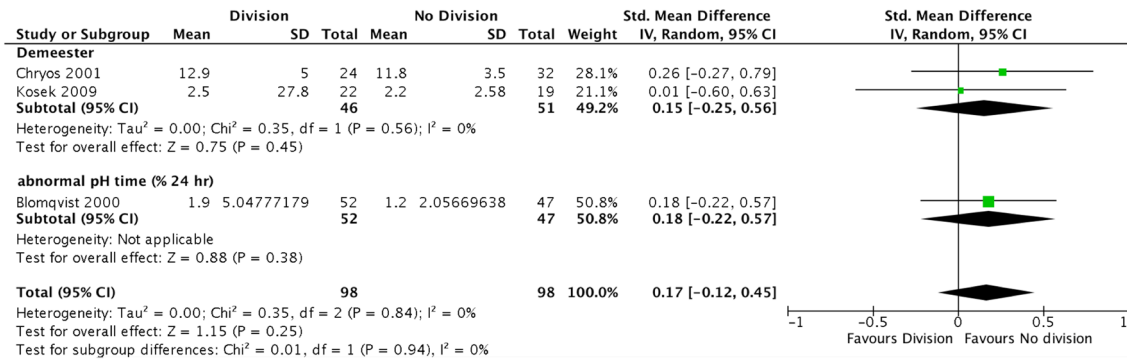 Division No Division Std. Mean Difference Std. Mean Difference
Study or Subgroup Mean SD Total Mean SD Total Weight IV, Random, 95% CI IV, Random, 95% CI
Demeester
Chryos 2001 12.9 5 24 11.8 3.5 32 28.1% 0.26 [-0.27, 0.79]
Kosek 2009 2.5 27.8 22 2.2 2.58 19 21.1% 0.01 [-0.60, 0.63]
Subtotal (95% CI) 46 51 49.2% 0.15 [-0.25, 0.56]
Heterogeneity: Tau² = 0.00; Chi² = 0.35, df = 1 (P = 0.56); I² = 0%
Test for overall effect: Z = 0.75 (P = 0.45)
abnormal pH time (% 24 hr)
Blomqvist 2000 1.9 5.04777179 52 1.2 2.05669638 47 50.8% 0.18 [-0.22, 0.57]
Subtotal (95% CI) 52 47 50.8% 0.18 [-0.22, 0.57]
Heterogeneity: Not applicable
Test for overall effect: Z = 0.88 (P = 0.38)
Total (95% CI) 98 98 100.0% 0.17 [-0.12, 0.45]
Heterogeneity: Tau² = 0.00; Chi² = 0.35, df = 2 (P = 0.84); I² = 0%
Test for overall effect: Z = 1.15 (P = 0.25)
Test for subgroup differences: Chi² = 0.01, df = 1 (P = 0.94), I² = 0%
-1 -0.5 0 0.5 1
Favours Division Favours No division